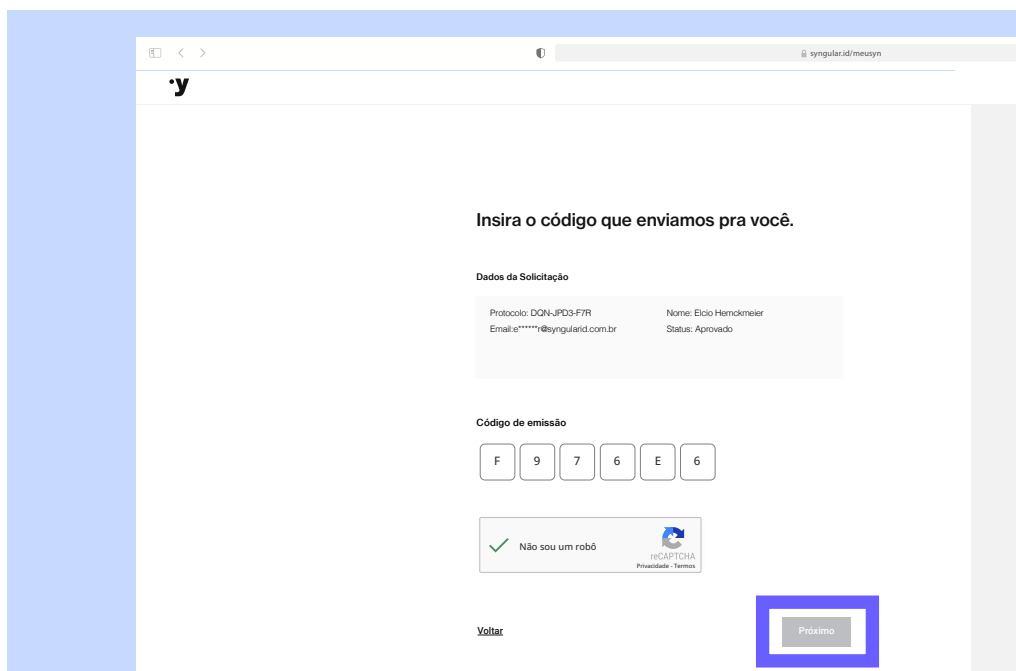 syngular.id/meusyn
y
Insira o código que enviamos pra você.
Dados da Solicitação
Protocolo: DQN-JPD3-F7R Nome: Elcio Hemckmeier
Email:e******r@syngularid.com.br Status: Aprovado
Código de emissão
F 9 7 6 E 6
Não sou um robô
reCAPTCHA
Privacidade - Termos
Voltar Próximo